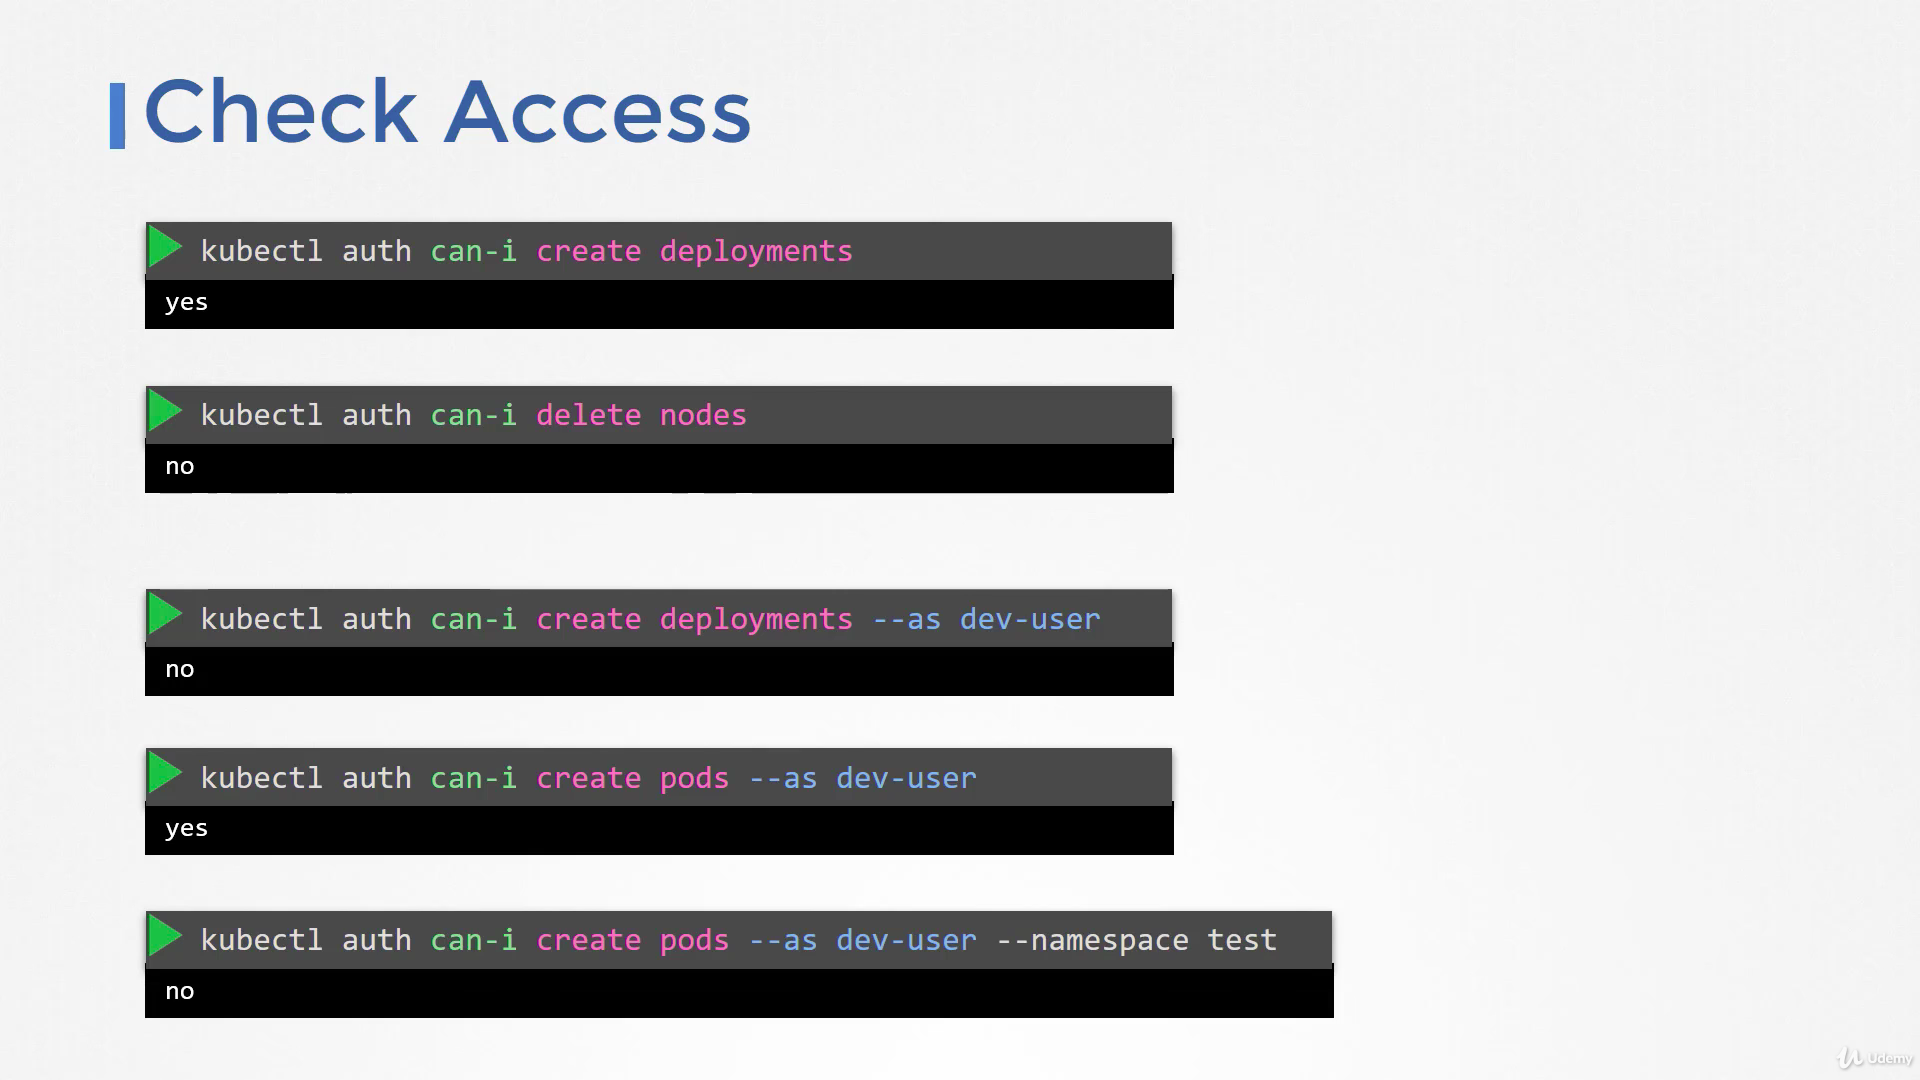 Check Access
kubectl auth can-i create deployments
yes
kubectl auth can-i delete nodes
no
kubectl auth can-i create deployments --as dev-user
no
kubectl auth can-i create pods --as dev-user
yes
kubectl auth can-i create pods --as dev-user --namespace test
no
Udemy